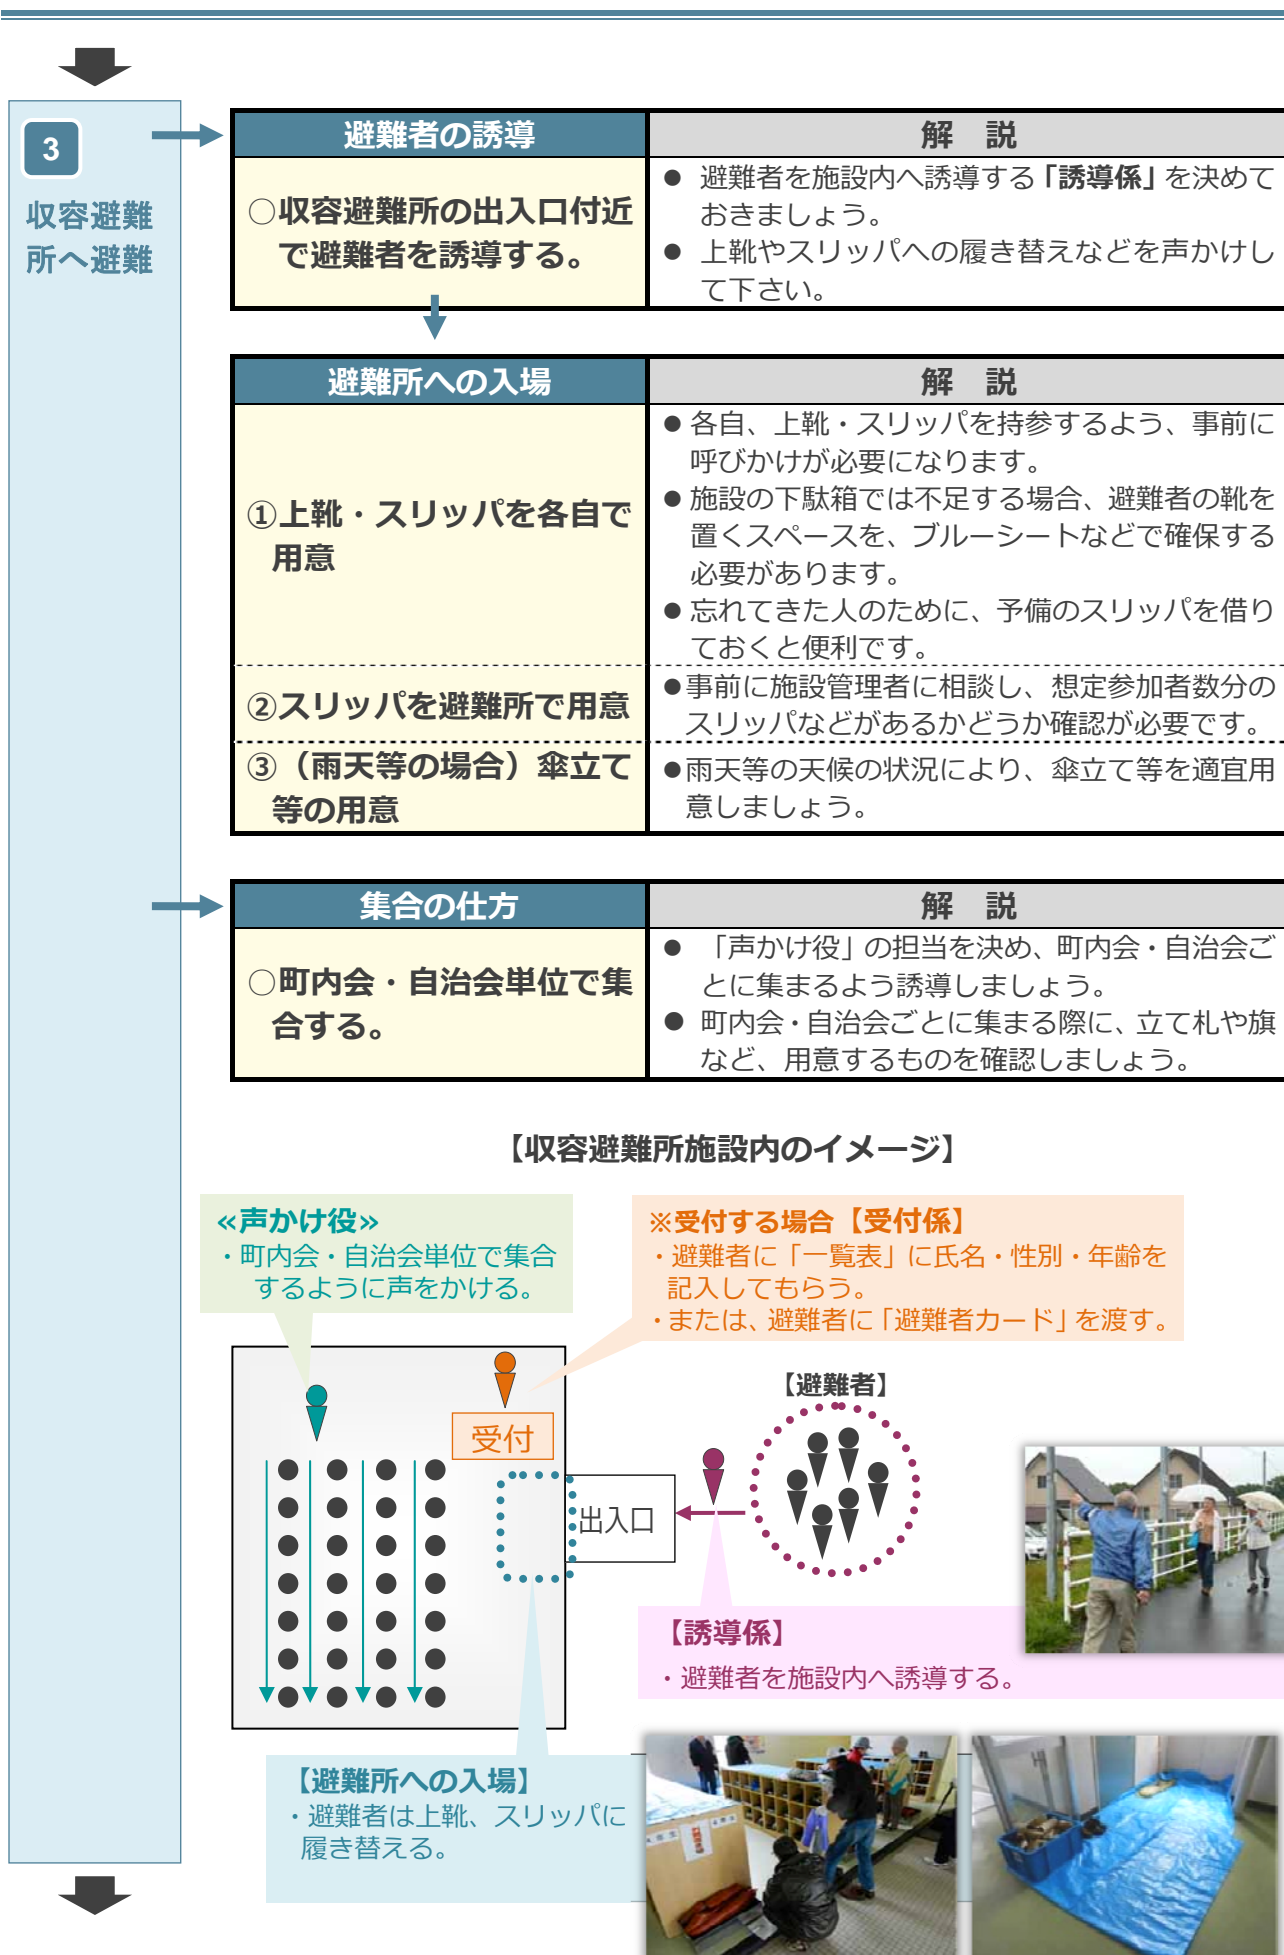 3
収容避難
所へ避難
避難者の誘導
解 説
○収容避難所の出入口付近
で避難者を誘導する。
● 避難者を施設内へ誘導する「誘導係」を決めて
おきましょう。
● 上靴やスリッパへの履き替えなどを声かけし
て下さい。
避難所への入場
解 説
①上靴・スリッパを各自で
用意
●各自、上靴・スリッパを持参するよう、事前に
呼びかけが必要になります。
●施設の下駄箱では不足する場合、避難者の靴を
置くスペースを、ブルーシートなどで確保する
必要があります。
●忘れてきた人のために、予備のスリッパを借り
ておくと便利です。
②スリッパを避難所で用意
●事前に施設管理者に相談し、想定参加者数分の
スリッパなどがあるかどうか確認が必要です。
③（雨天等の場合）傘立て
等の用意
●雨天等の天候の状況により、傘立て等を適宜用
意しましょう。
集合の仕方
解 説
○町内会・自治会単位で集
合する。
● 「声かけ役」の担当を決め、町内会・自治会ご
とに集まるよう誘導しましょう。
● 町内会・自治会ごとに集まる際に、立て札や旗
など、用意するものを確認しましょう。
【収容避難所施設内のイメージ】
≪声かけ役≫
・町内会・自治会単位で集合
するように声をかける。
※受付する場合【受付係】
・避難者に「一覧表」に氏名・性別・年齢を
記入してもらう。
・または、避難者に「避難者カード」を渡す。
【避難者】
受付
出入口
【誘導係】
・避難者を施設内へ誘導する。
【避難所への入場】
・避難者は上靴、スリッパに
履き替える。